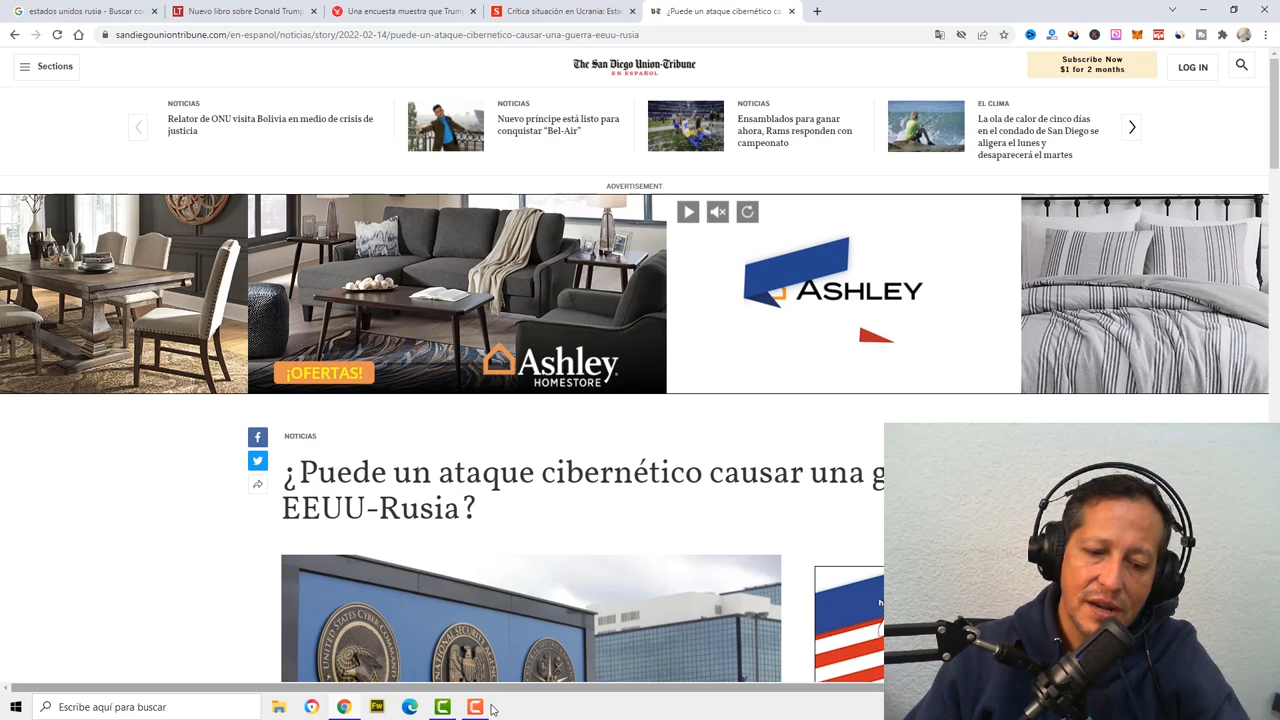 estados unidos rusia - Buscar co
Nuevo libro sobre Donald Trump
Una encuesta muestra que Trum
Crítica situación en Ucrania: Esta
¿Puede un ataque cibernético ca
sandiegouniontribune.com/en-espanol/noticias/story/2022-02-14/puede-un-ataque-cibernetico-causar-una-guerra-eeuu-rusia
Sections
The San Diego Union-Tribune
EN ESPAÑOL
Subscribe Now
$1 for 2 months
LOG IN
NOTICIAS
Relator de ONU visita Bolivia en medio de crisis de
justicia
NOTICIAS
Nuevo príncipe está listo para
conquistar “Bel-Air”
NOTICIAS
Ensamblados para ganar
ahora, Rams responden con
campeonato
EL CLIMA
La ola de calor de cinco días
en el condado de San Diego se
aligera el lunes y
desaparecerá el martes
ADVERTISEMENT
¡OFERTAS!
Ashley
HOMESTORE
ASHLEY
NOTICIAS
¿Puede un ataque cibernético causar una g
EEUU-Rusia?
UNITED STATES CYBER COMMAND
Escribe aquí para buscar